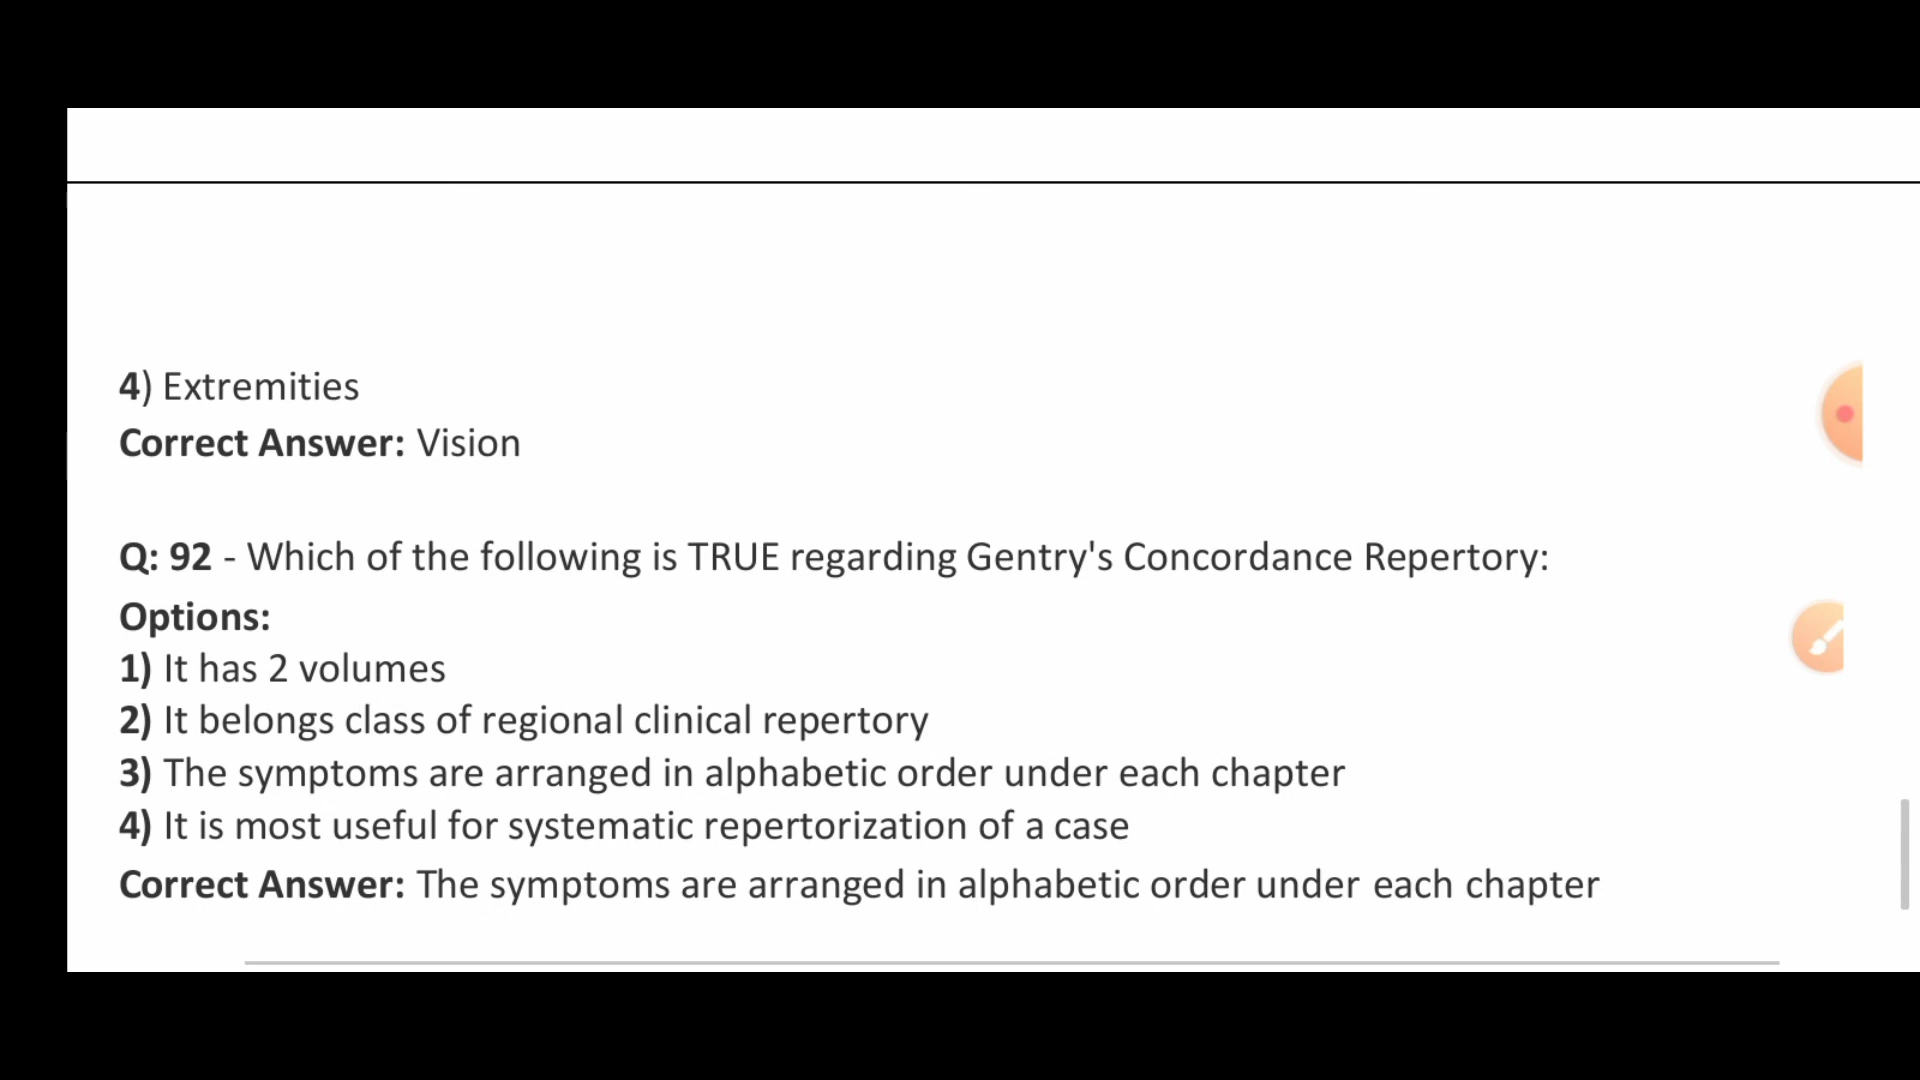 4) Extremities
Correct Answer: Vision
Q: 92 - Which of the following is TRUE regarding Gentry's Concordance Repertory:
Options:
1) It has 2 volumes
2) It belongs class of regional clinical repertory
3) The symptoms are arranged in alphabetic order under each chapter
4) It is most useful for systematic repertorization of a case
Correct Answer: The symptoms are arranged in alphabetic order under each chapter